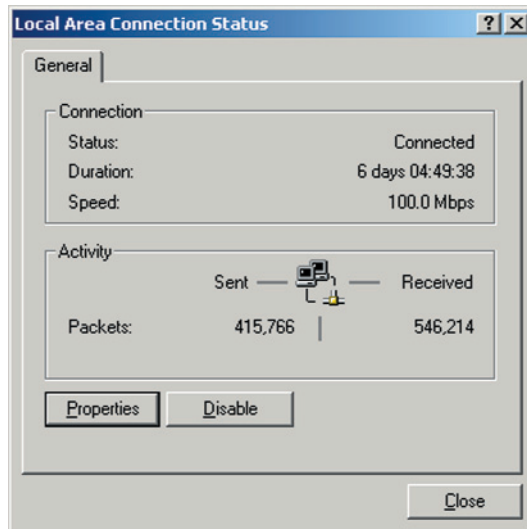 Local Area Connection Status
General
Connection
Status: Connected
Duration: 6 days 04:49:38
Speed: 100.0 Mbps
Activity
Sent Received
Packets: 415,766 546,214
Properties Disable
Close